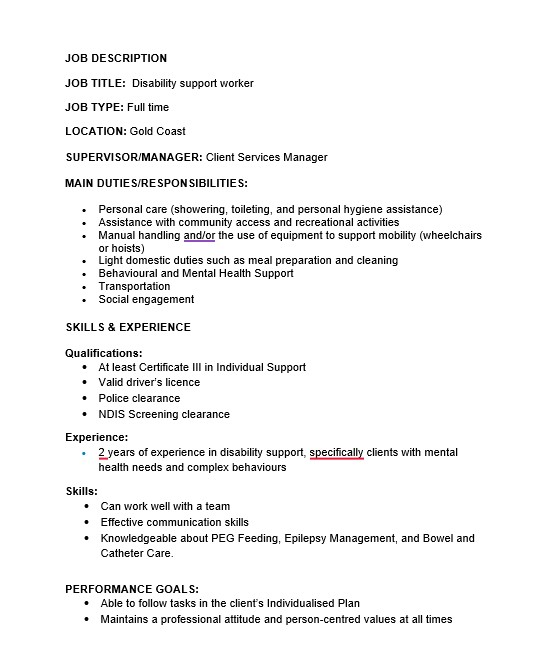 JOB DESCRIPTION
JOB TITLE: Disability support worker
JOB TYPE: Full time
LOCATION: Gold Coast
SUPERVISOR/MANAGER: Client Services Manager
MAIN DUTIES/RESPONSIBILITIES:
• Personal care (showering, toileting, and personal hygiene assistance)
• Assistance with community access and recreational activities
• Manual handling and/or the use of equipment to support mobility (wheelchairs
or hoists)
• Light domestic duties such as meal preparation and cleaning
• Behavioural and Mental Health Support
• Transportation
• Social engagement
SKILLS & EXPERIENCE
Qualifications:
• At least Certificate III in Individual Support
• Valid driver's licence
• Police clearance
• NDIS Screening clearance
Experience:
• 2 years of experience in disability support, specifically clients with mental
health needs and complex behaviours
Skills:
• Can work well with a team
• Effective communication skills
• Knowledgeable about PEG Feeding, Epilepsy Management, and Bowel and
Catheter Care.
PERFORMANCE GOALS:
• Able to follow tasks in the client's Individualised Plan
• Maintains a professional attitude and person-centred values at all times